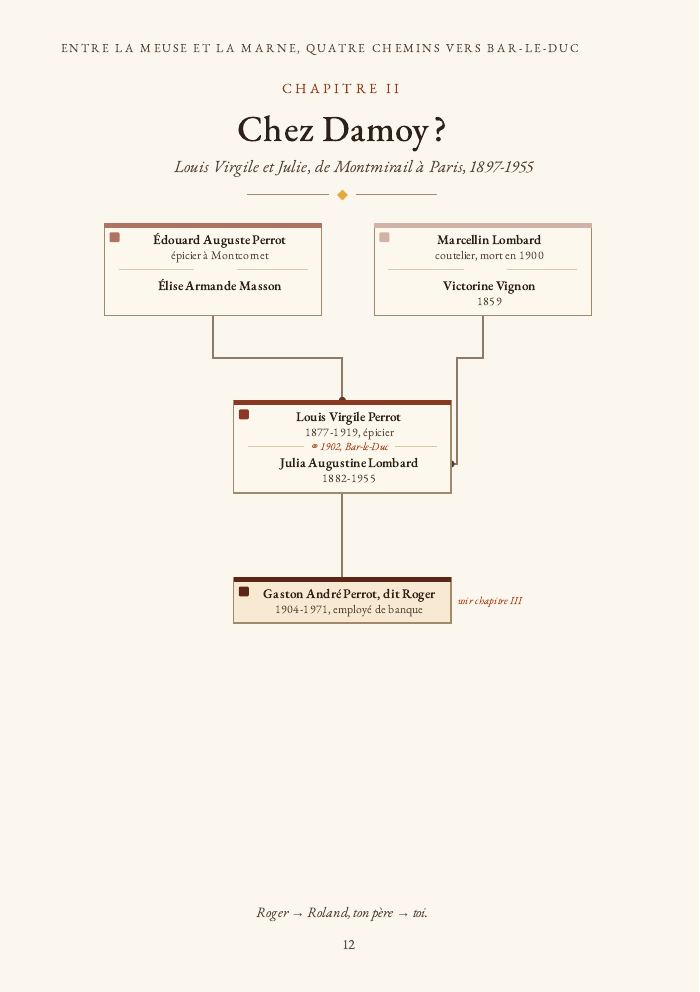 ENTRE LA MEUSE ET LA MARNE, QUATRE CHEMINS VERS BAR-LE-DUC
CHAPITRE II
Chez Damoy ?
Louis Virgile et Julie, de Montmirail à Paris, 1897-1955
Édouard Auguste Perrot
épicier à Montcornet
Élise Armande Masson
Marcellin Lombard
coutelier, mort en 1900
Victorine Vignon
1859
Louis Virgile Perrot
1877-1919, épicier
⚭ 1902, Bar-le-Duc
Julia Augustine Lombard
1882-1955
Gaston André Perrot, dit Roger
1904-1971, employé de banque
voir chapitre III
Roger → Roland, ton père → toi.
12